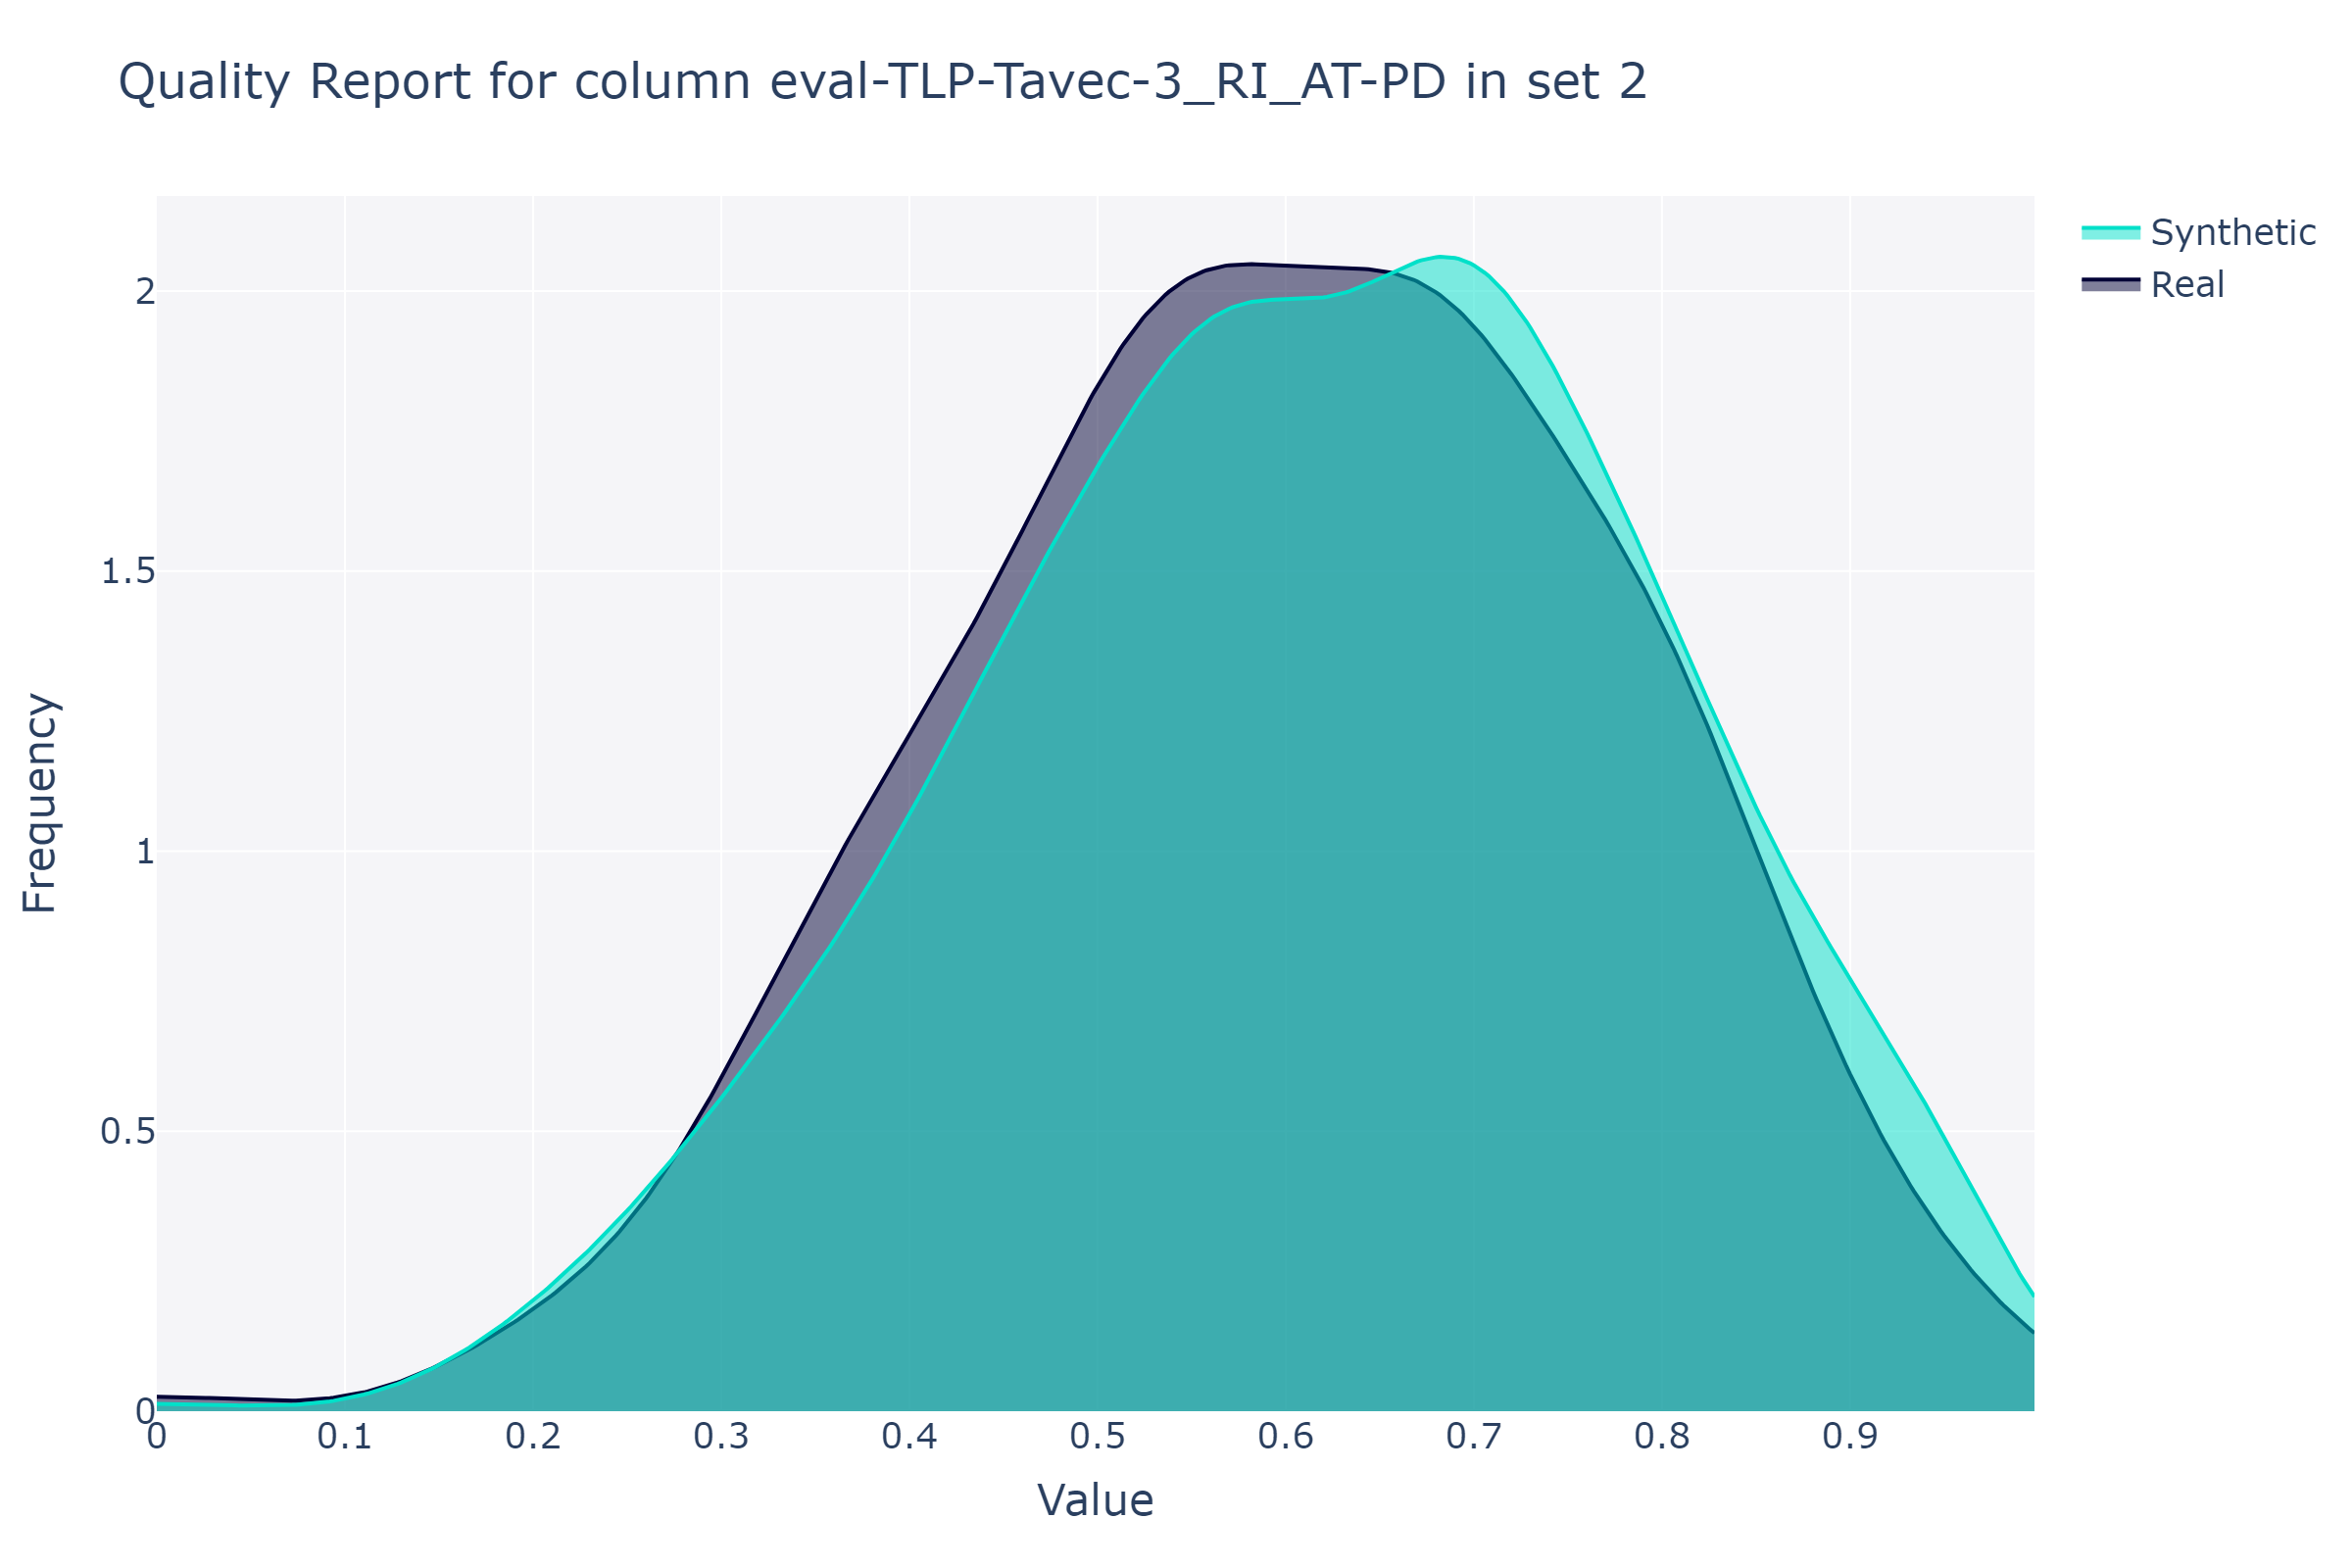 Quality Report for column eval-TLP-Tavec-3_RI_AT-PD in set 2
Synthetic
Real
Frequency
2
1.5
1
0.5
0
0 0.1 0.2 0.3 0.4 0.5 0.6 0.7 0.8 0.9
Value